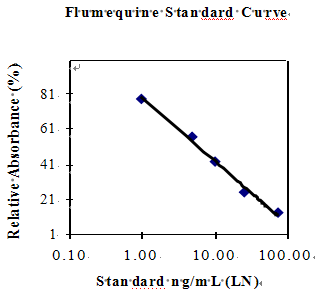 Flumequine Standard Curve
Relative Absorbance (%)
81
61
41
21
1
0.10 1.00 10.00 100.00
Standard ng/mL (LN)